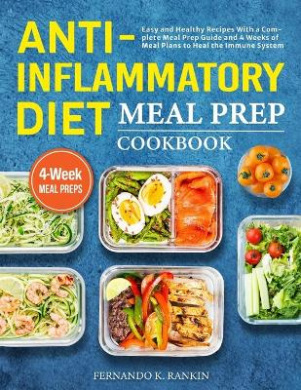 ANTI-
Easy and Healthy Recipes With a Com-
plete Meal Prep Guide and 4 Weeks of
Meal Plans to Heal the Immune System
INFLAMMATORY
DIET MEAL PREP
COOKBOOK
4-Week
MEAL PREPS
FERNANDO K. RANKIN